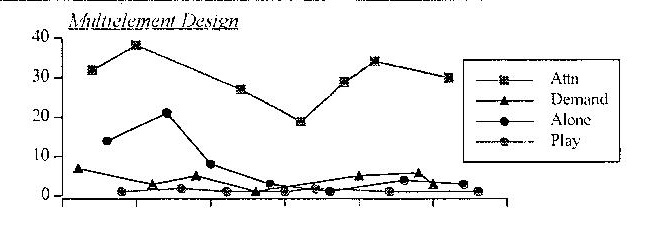 Multielement Design
40
30
20
10
0
Attn
Demand
Alone
Play